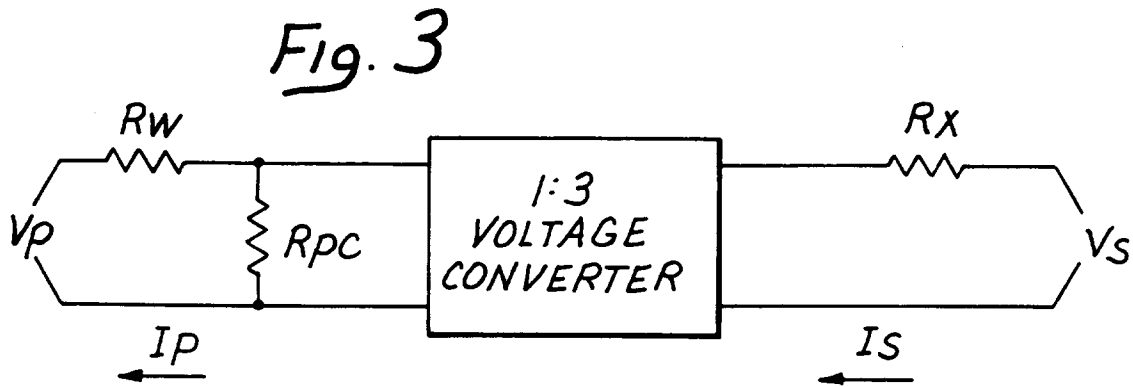 Fig. 3
RW
RX
1:3
VOLTAGE
CONVERTER
VP
RPC
VS
IP
IS